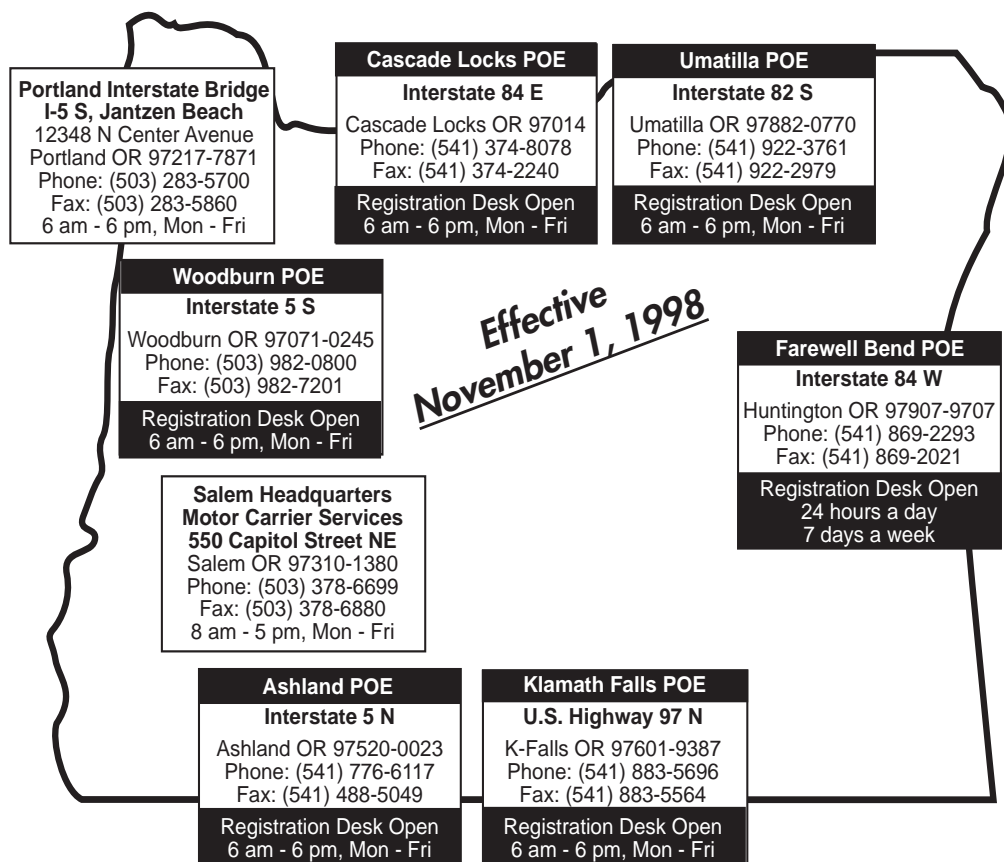 Portland Interstate Bridge
I-5 S, Jantzen Beach
12348 N Center Avenue
Portland OR 97217-7871
Phone: (503) 283-5700
Fax: (503) 283-5860
6 am - 6 pm, Mon - Fri
Cascade Locks POE
Interstate 84 E
Cascade Locks OR 97014
Phone: (541) 374-8078
Fax: (541) 374-2240
Registration Desk Open
6 am - 6 pm, Mon - Fri
Umatilla POE
Interstate 82 S
Umatilla OR 97882-0770
Phone: (541) 922-3761
Fax: (541) 922-2979
Registration Desk Open
6 am - 6 pm, Mon - Fri
Woodburn POE
Interstate 5 S
Woodburn OR 97071-0245
Phone: (503) 982-0800
Fax: (503) 982-7201
Registration Desk Open
6 am - 6 pm, Mon - Fri
Effective
November 1, 1998
Farewell Bend POE
Interstate 84 W
Huntington OR 97907-9707
Phone: (541) 869-2293
Fax: (541) 869-2021
Registration Desk Open
24 hours a day
7 days a week
Salem Headquarters
Motor Carrier Services
550 Capitol Street NE
Salem OR 97310-1380
Phone: (503) 378-6699
Fax: (503) 378-6880
8 am - 5 pm, Mon - Fri
Ashland POE
Interstate 5 N
Ashland OR 97520-0023
Phone: (541) 776-6117
Fax: (541) 488-5049
Registration Desk Open
6 am - 6 pm, Mon - Fri
Klamath Falls POE
U.S. Highway 97 N
K-Falls OR 97601-9387
Phone: (541) 883-5696
Fax: (541) 883-5564
Registration Desk Open
6 am - 6 pm, Mon - Fri